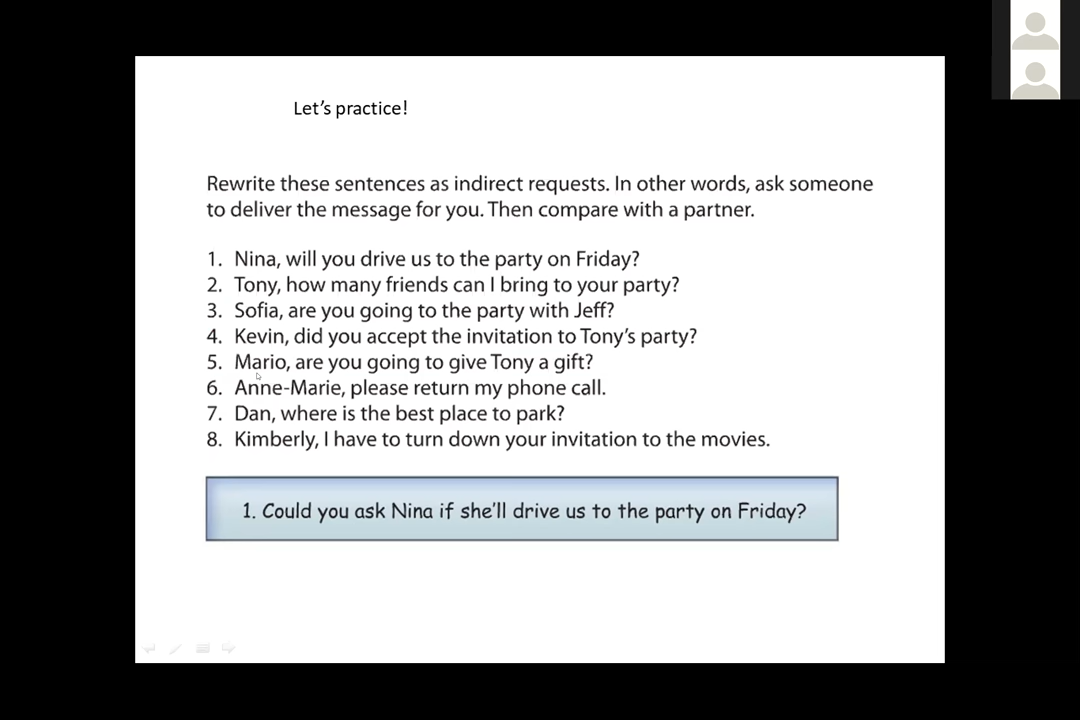 Let's practice!
Rewrite these sentences as indirect requests. In other words, ask someone
to deliver the message for you. Then compare with a partner.
1. Nina, will you drive us to the party on Friday?
2. Tony, how many friends can I bring to your party?
3. Sofia, are you going to the party with Jeff?
4. Kevin, did you accept the invitation to Tony's party?
5. Mario, are you going to give Tony a gift?
6. Anne-Marie, please return my phone call.
7. Dan, where is the best place to park?
8. Kimberly, I have to turn down your invitation to the movies.
1. Could you ask Nina if she'll drive us to the party on Friday?